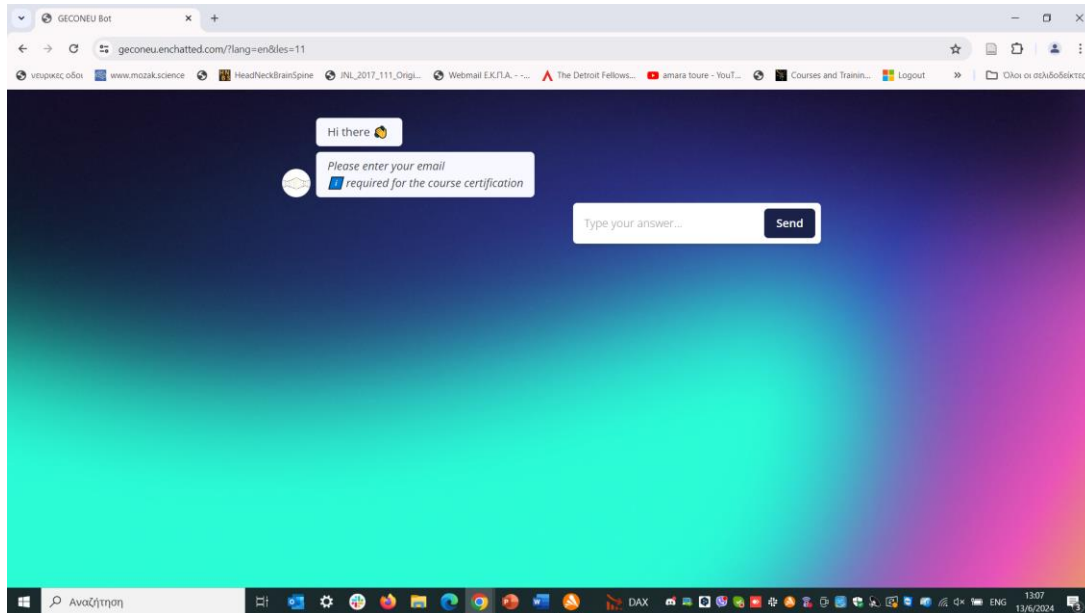 GECONEU Bot
geconeu.enchatted.com/?lang=en&les=11
νευρικες οδοι www.mozak.science HeadNeckBrainSpine JNL_2017_111_Origi... Webmail Ε.Κ.Π.Α. - -... The Detroit Fellows... amara toure - YouT... Courses and Trainin... Logout » Όλοι οι σελιδοδείκτες
Hi there
Please enter your email
i required for the course certification
Type your answer... Send
Αναζήτηση DAX ENG 13:07
13/6/2024